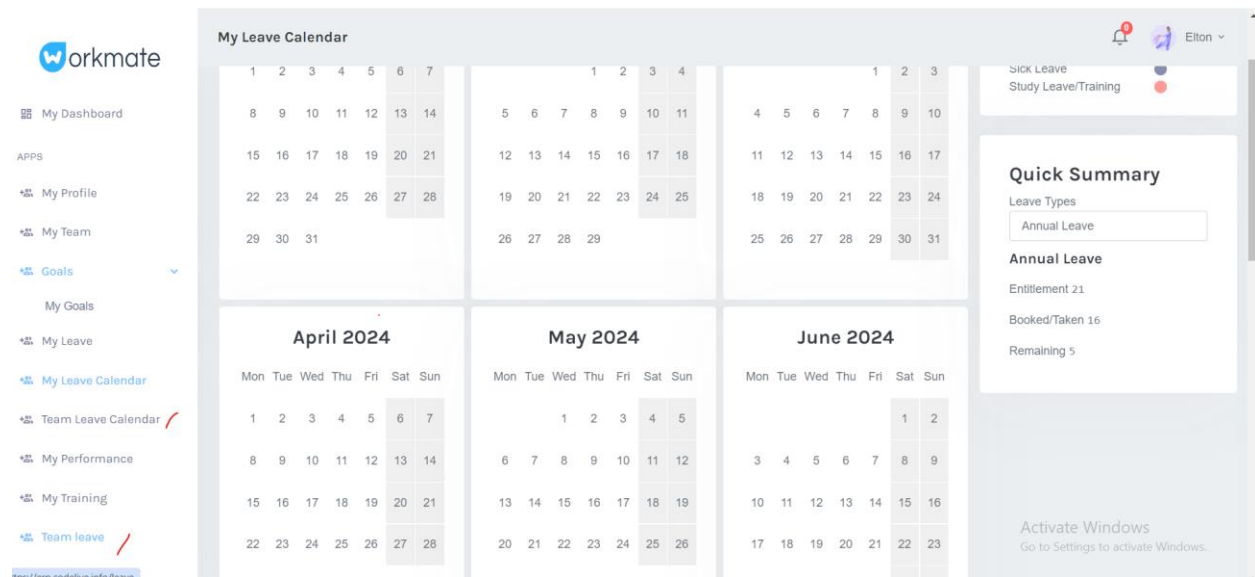 workmate
My Dashboard
APPS
My Profile
My Team
Goals
My Goals
My Leave
My Leave Calendar
Team Leave Calendar
My Performance
My Training
Team leave
My Leave Calendar
0
Elton
1 2 3 4 5 6 7
8 9 10 11 12 13 14
15 16 17 18 19 20 21
22 23 24 25 26 27 28
29 30 31
1 2 3 4
5 6 7 8 9 10 11
12 13 14 15 16 17 18
19 20 21 22 23 24 25
26 27 28 29
1 2 3
4 5 6 7 8 9 10
11 12 13 14 15 16 17
18 19 20 21 22 23 24
25 26 27 28 29 30 31
April 2024
Mon Tue Wed Thu Fri Sat Sun
1 2 3 4 5 6 7
8 9 10 11 12 13 14
15 16 17 18 19 20 21
22 23 24 25 26 27 28
May 2024
Mon Tue Wed Thu Fri Sat Sun
1 2 3 4 5
6 7 8 9 10 11 12
13 14 15 16 17 18 19
20 21 22 23 24 25 26
June 2024
Mon Tue Wed Thu Fri Sat Sun
1 2
3 4 5 6 7 8 9
10 11 12 13 14 15 16
17 18 19 20 21 22 23
Sick Leave
Study Leave/Training
Quick Summary
Leave Types
Annual Leave
Annual Leave
Entitlement 21
Booked/Taken 16
Remaining 5
Activate Windows
Go to Settings to activate Windows.